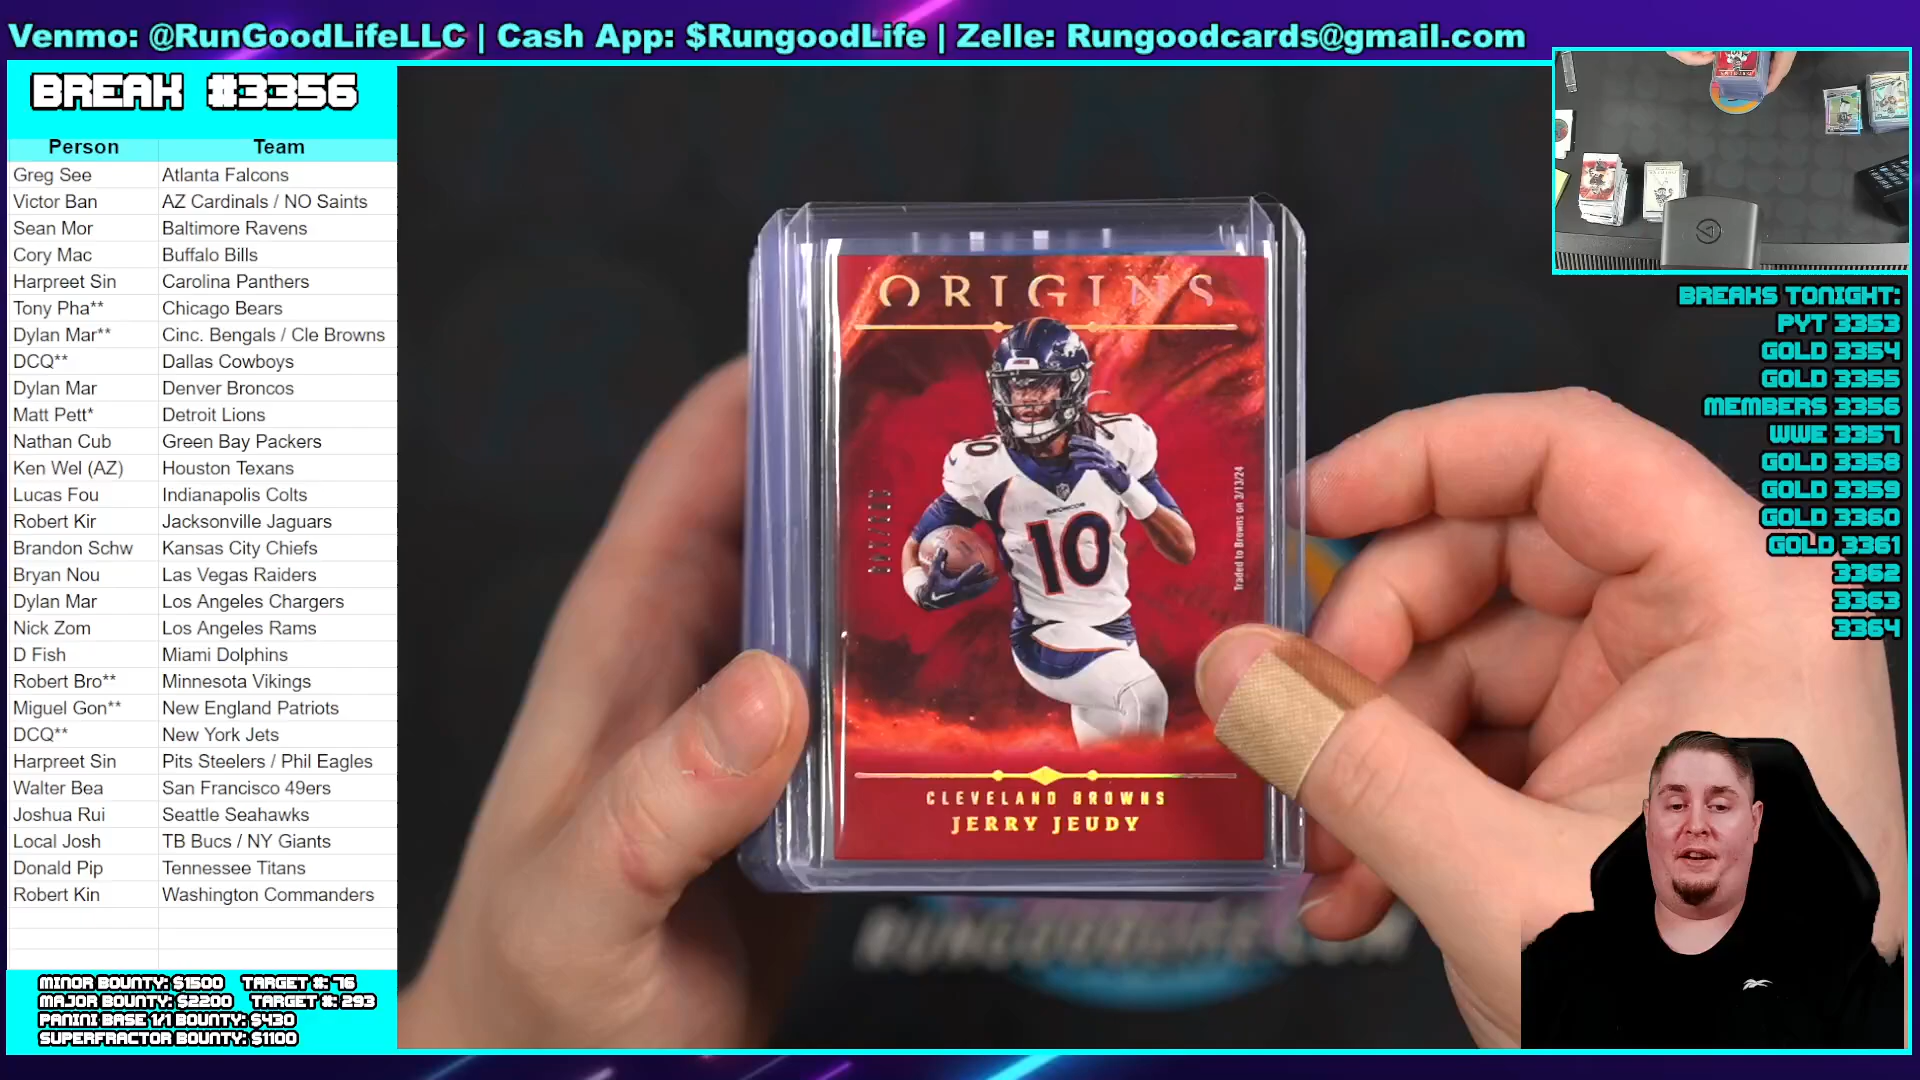 Venmo: @RunGoodLifeLLC | Cash App: $RungoodLife | Zelle: Rungoodcards@gmail.com
BREAK #3356
Person Team
Greg See Atlanta Falcons
Victor Ban AZ Cardinals / NO Saints
Sean Mor Baltimore Ravens
Cory Mac Buffalo Bills
Harpreet Sin Carolina Panthers
Tony Pha** Chicago Bears
Dylan Mar** Cinc. Bengals / Cle Browns
DCQ** Dallas Cowboys
Dylan Mar Denver Broncos
Matt Pett* Detroit Lions
Nathan Cub Green Bay Packers
Ken Wel (AZ) Houston Texans
Lucas Fou Indianapolis Colts
Robert Kir Jacksonville Jaguars
Brandon Schw Kansas City Chiefs
Bryan Nou Las Vegas Raiders
Dylan Mar Los Angeles Chargers
Nick Zom Los Angeles Rams
D Fish Miami Dolphins
Robert Bro** Minnesota Vikings
Miguel Gon** New England Patriots
DCQ** New York Jets
Harpreet Sin Pits Steelers / Phil Eagles
Walter Bea San Francisco 49ers
Joshua Rui Seattle Seahawks
Local Josh TB Bucs / NY Giants
Donald Pip Tennessee Titans
Robert Kin Washington Commanders
MINOR BOUNTY: $1500 TARGET #: 76
MAJOR BOUNTY: $2200 TARGET #: 293
PANINI BASE 1/1 BOUNTY: $430
SUPERFRACTOR BOUNTY: $1100
ORIGINS
10
BRONCOS
10
Traded to Browns on 3/13/24
CLEVELAND BROWNS
JERRY JEUDY
RUNGOODLIFE.COM
BREAKS TONIGHT:
PYT 3353
GOLD 3354
GOLD 3355
MEMBERS 3356
WWE 3357
GOLD 3358
GOLD 3359
GOLD 3360
GOLD 3361
3362
3363
3364